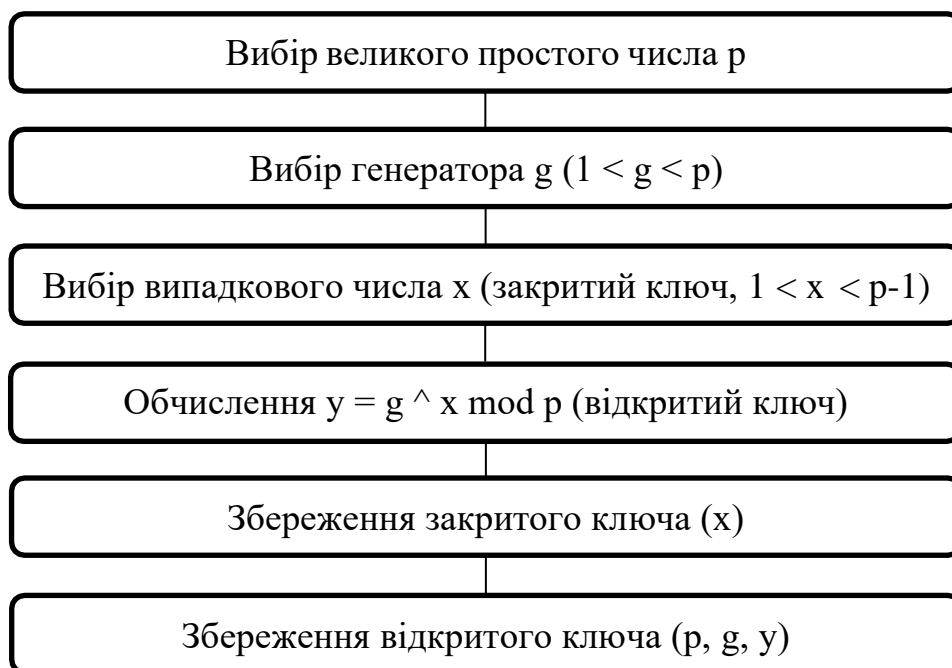 Вибір великого простого числа p
Вибір генератора g (1 < g < p)
Вибір випадкового числа x (закритий ключ, 1 < x < p-1)
Обчислення y = g ^ x mod p (відкритий ключ)
Збереження закритого ключа (x)
Збереження відкритого ключа (p, g, y)